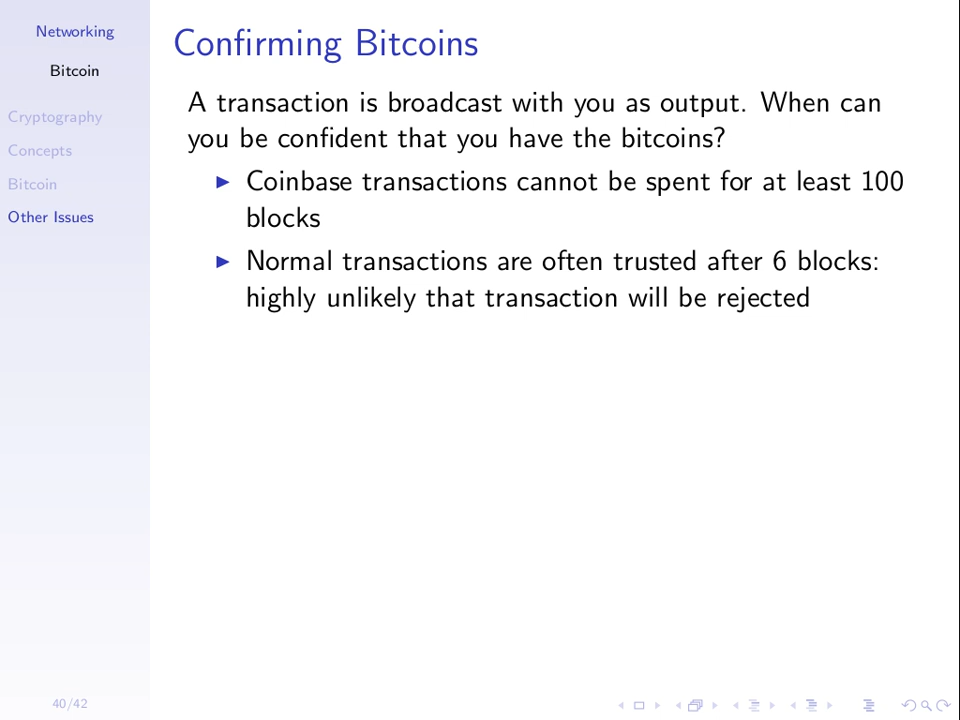 Networking
Bitcoin
Cryptography
Concepts
Bitcoin
Other Issues
Confirming Bitcoins
A transaction is broadcast with you as output. When can
you be confident that you have the bitcoins?
Coinbase transactions cannot be spent for at least 100
blocks
Normal transactions are often trusted after 6 blocks:
highly unlikely that transaction will be rejected
40/42